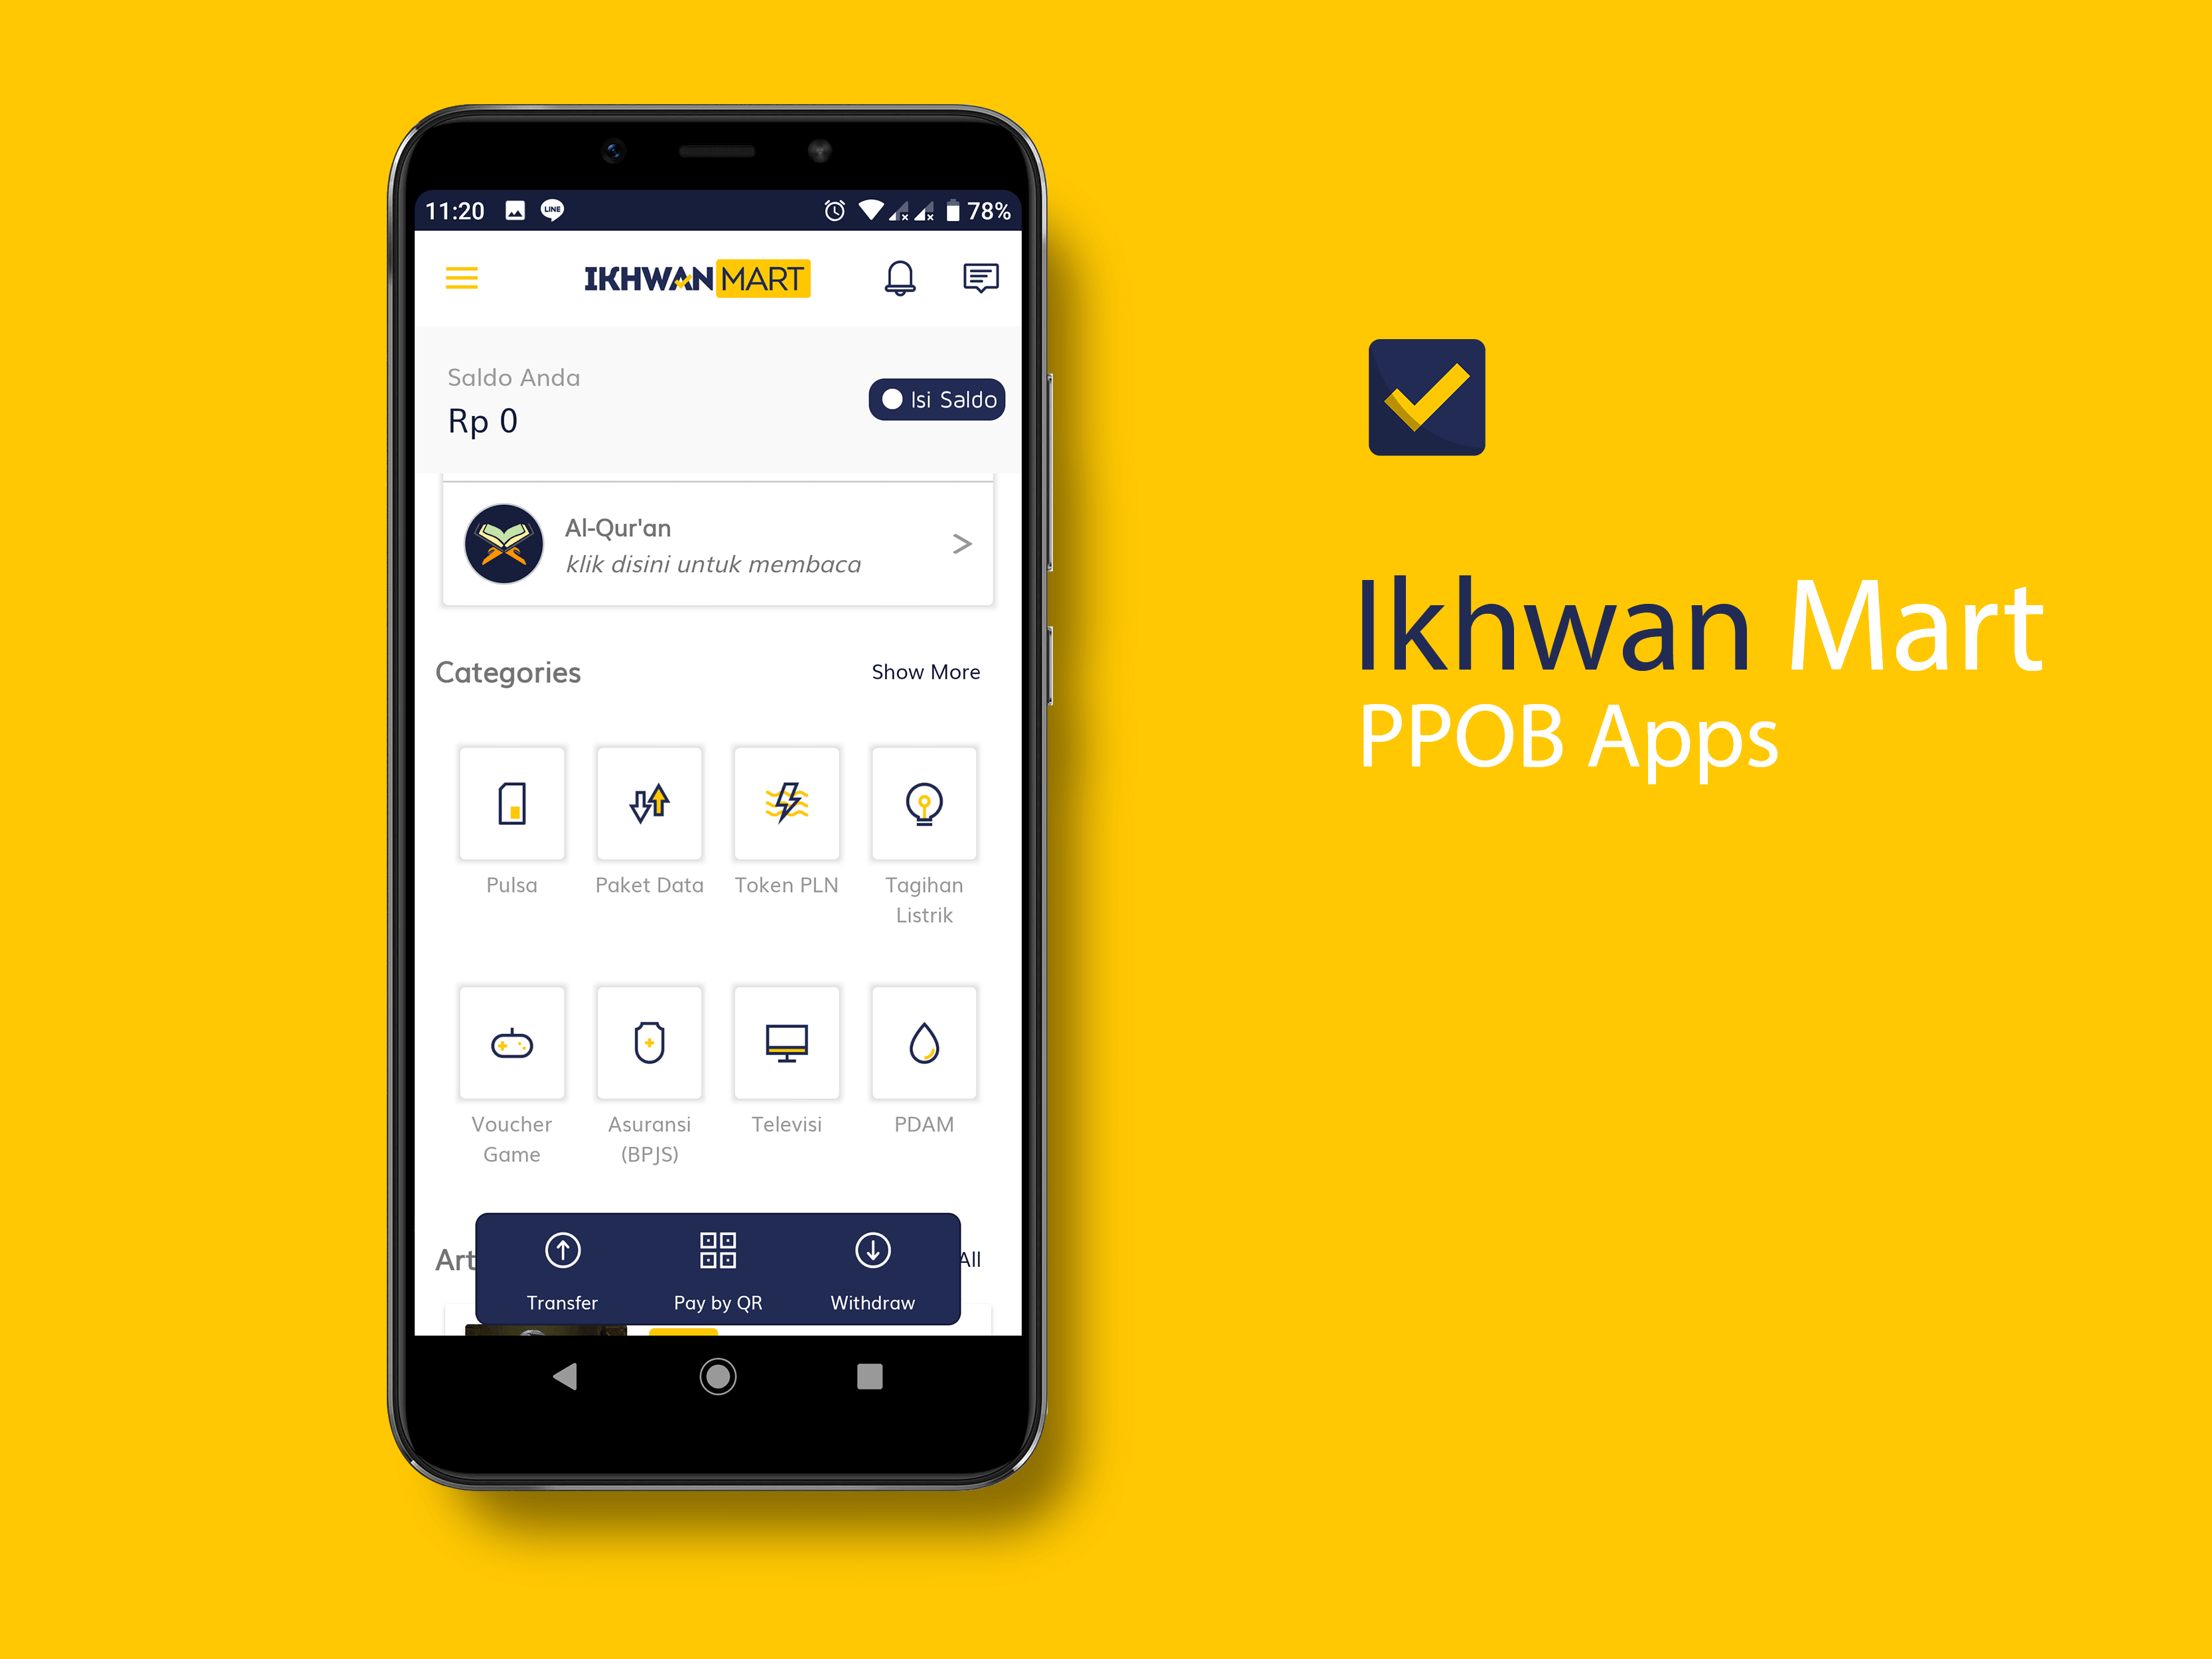 11:20
LINE
78%
IKHWAN MART
Saldo Anda
Rp 0
Isi Saldo
Al-Qur'an
klik disini untuk membaca
>
Categories
Show More
Pulsa
Paket Data
Token PLN
Tagihan
Listrik
Voucher
Game
Asuransi
(BPJS)
Televisi
PDAM
Art
All
Transfer
Pay by QR
Withdraw
Ikhwan Mart
PPOB Apps